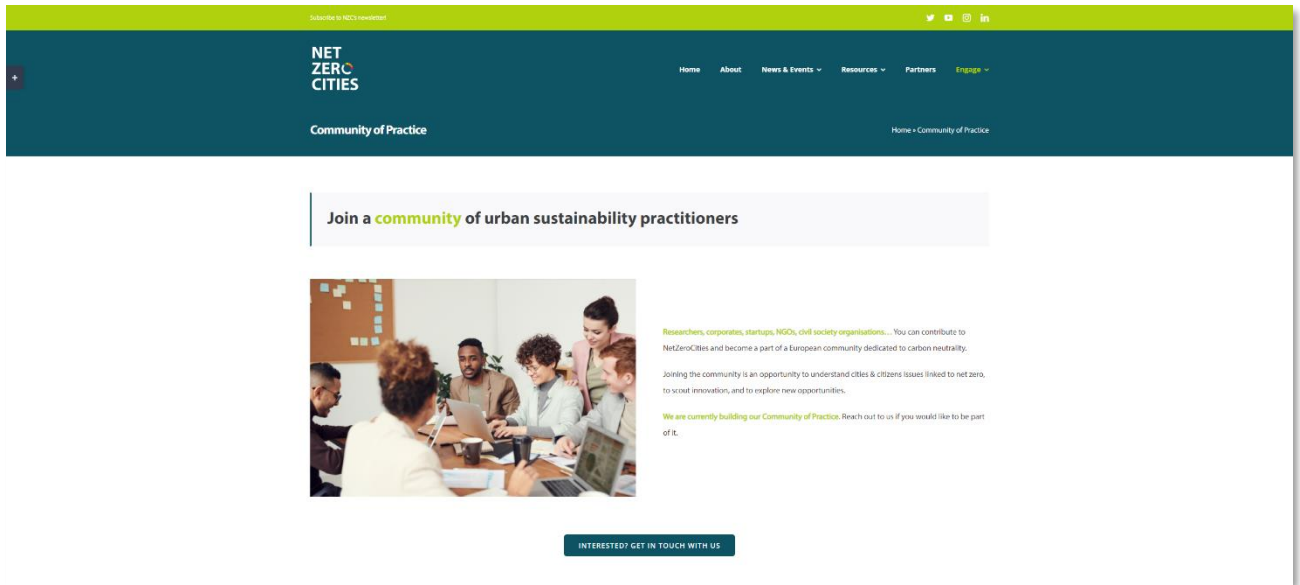 Subscribe to NZC's newsletter!
NET
ZERO
CITIES
Home About News & Events Resources Partners Engage
+
Community of Practice
Home » Community of Practice
Join a community of urban sustainability practitioners
Researchers, corporates, startups, NGOs, civil society organisations… You can contribute to
NetZeroCities and become a part of a European community dedicated to carbon neutrality.
Joining the community is an opportunity to understand cities & citizens issues linked to net zero,
to scout innovation, and to explore new opportunities.
We are currently building our Community of Practice. Reach out to us if you would like to be part
of it.
INTERESTED? GET IN TOUCH WITH US